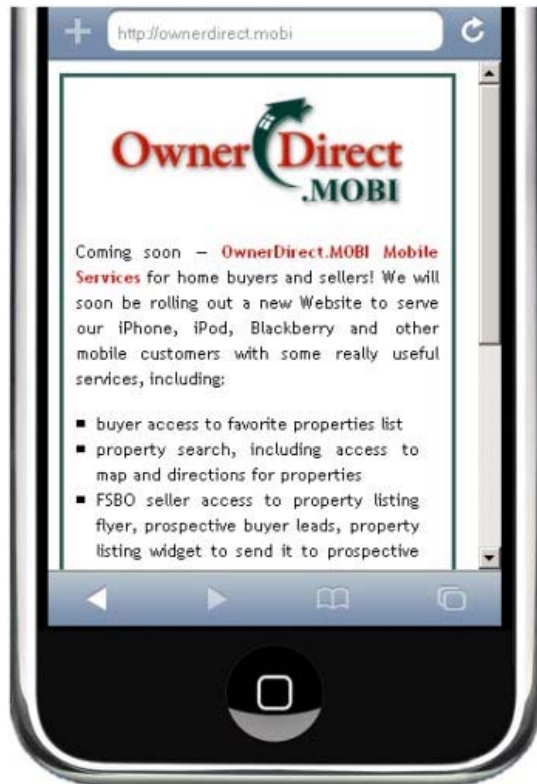 http://ownerdirect.mobi
Owner Direct
.MOBI
Coming soon – OwnerDirect.MOBI Mobile
Services for home buyers and sellers! We will
soon be rolling out a new Website to serve
our iPhone, iPod, Blackberry and other
mobile customers with some really useful
services, including:
▪ buyer access to favorite properties list
▪ property search, including access to
map and directions for properties
▪ FSBO seller access to property listing
flyer, prospective buyer leads, property
listing widget to send it to prospective